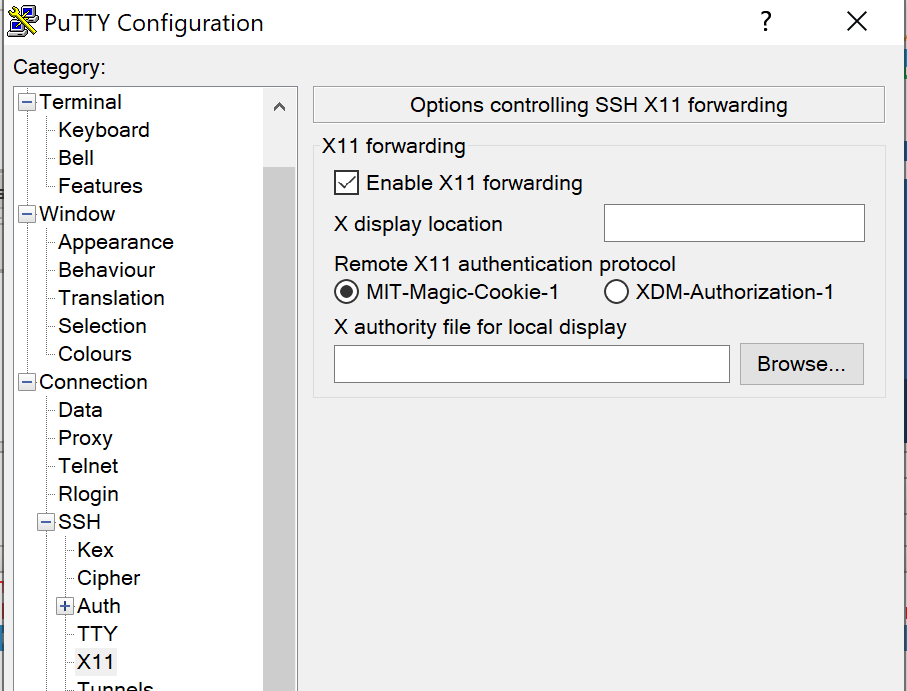 PuTTY Configuration
?
Category:
Terminal
Keyboard
Bell
Features
Window
Appearance
Behaviour
Translation
Selection
Colours
Connection
Data
Proxy
Telnet
Rlogin
SSH
Kex
Cipher
Auth
TTY
X11
Tunnels
Options controlling SSH X11 forwarding
X11 forwarding
Enable X11 forwarding
X display location
Remote X11 authentication protocol
MIT-Magic-Cookie-1 XDM-Authorization-1
X authority file for local display
Browse...